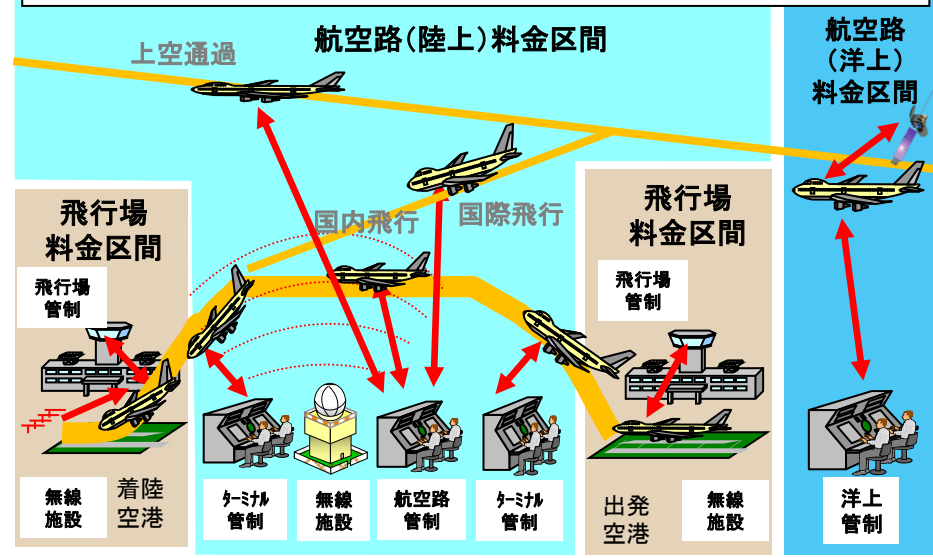 航空路(陸上)料金区間
航空路
(洋上)
料金区間
上空通過
国内飛行
国際飛行
飛行場
料金区間
飛行場
管制
飛行場
料金区間
飛行場
管制
無線
施設
着陸
空港
ﾀｰﾐﾅﾙ
管制
無線
施設
航空路
管制
ﾀｰﾐﾅﾙ
管制
出発
空港
無線
施設
洋上
管制